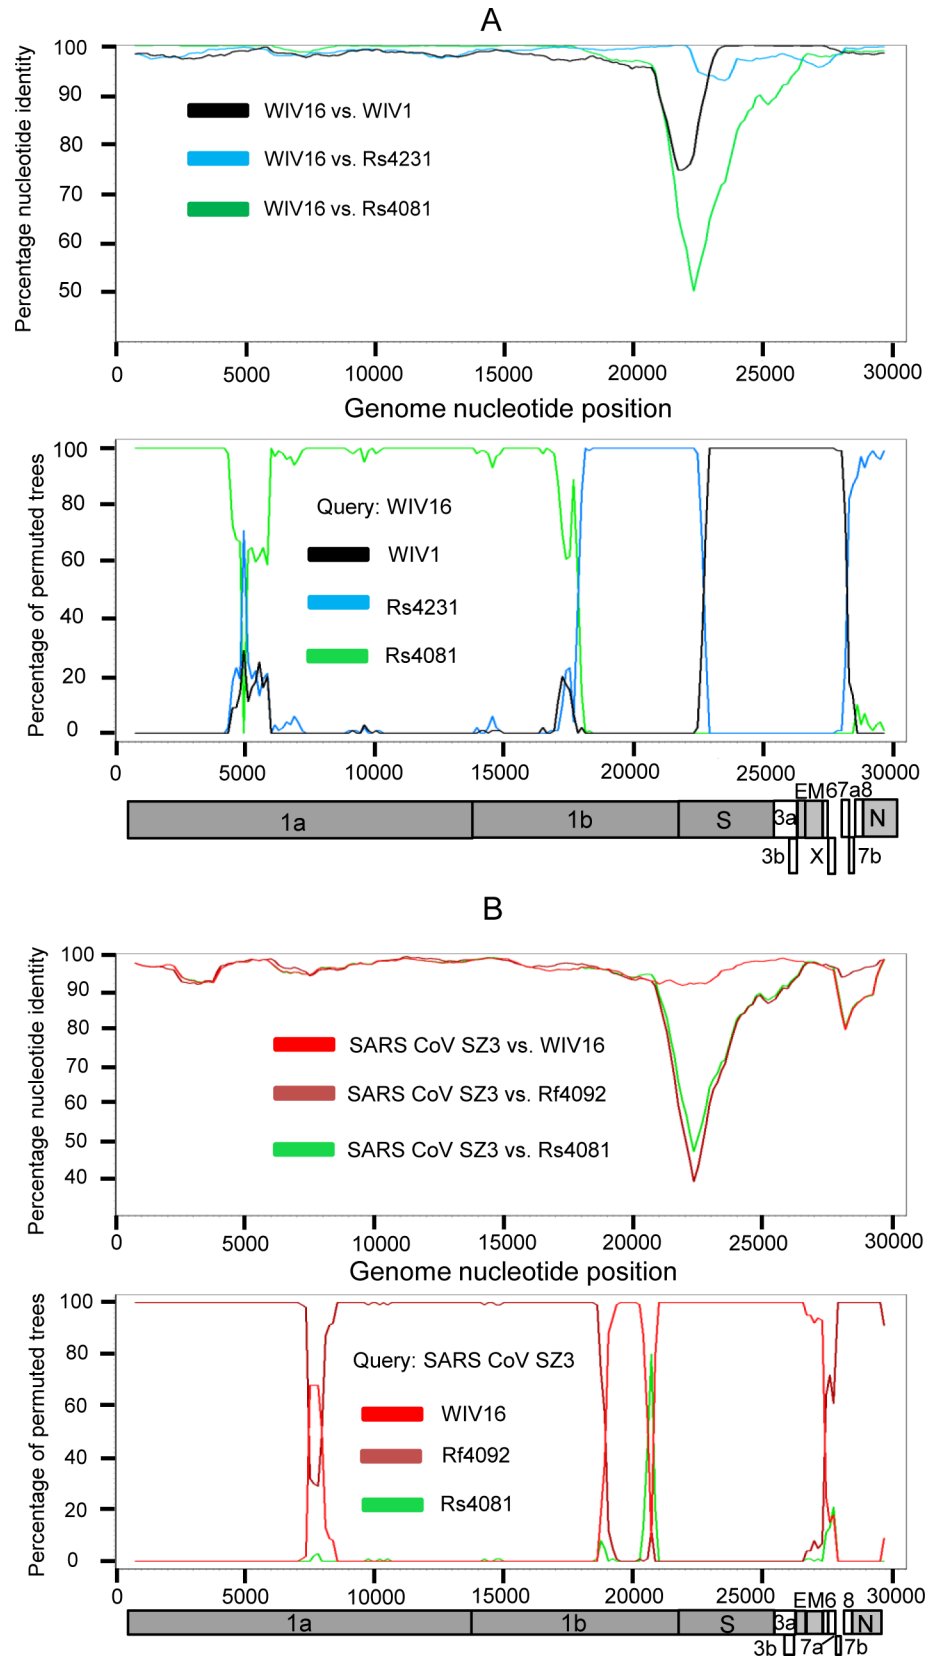 A
Percentage nucleotide identity
100
90
80
70
60
50
WIV16 vs. WIV1
WIV16 vs. Rs4231
WIV16 vs. Rs4081
0 5000 10000 15000 20000 25000 30000
Genome nucleotide position
Percentage of permuted trees
100
80
60
40
20
0
Query: WIV16
WIV1
Rs4231
Rs4081
0 5000 10000 15000 20000 25000 30000
EM67a8
1a 1b S 3a N
3b X 7b
B
Percentage nucleotide identity
100
90
80
70
60
50
40
SARS CoV SZ3 vs. WIV16
SARS CoV SZ3 vs. Rf4092
SARS CoV SZ3 vs. Rs4081
0 5000 10000 15000 20000 25000 30000
Genome nucleotide position
Percentage of permuted trees
100
80
60
40
20
0
Query: SARS CoV SZ3
WIV16
Rf4092
Rs4081
0 5000 10000 15000 20000 25000 30000
EM6 8
1a 1b S 3a N
3b 7a 7b